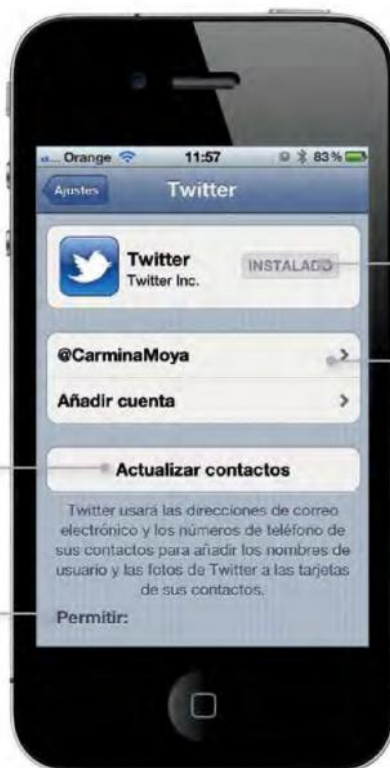 Orange 11:57 83%
Ajustes Twitter
Twitter INSTALADO
Twitter Inc.
@CarminaMoya
Añadir cuenta
Actualizar contactos
Twitter usará las direcciones de correo
electrónico y los números de teléfono de
sus contactos para añadir los nombres de
usuario y las fotos de Twitter a las tarjetas
de sus contactos.
Permitir: